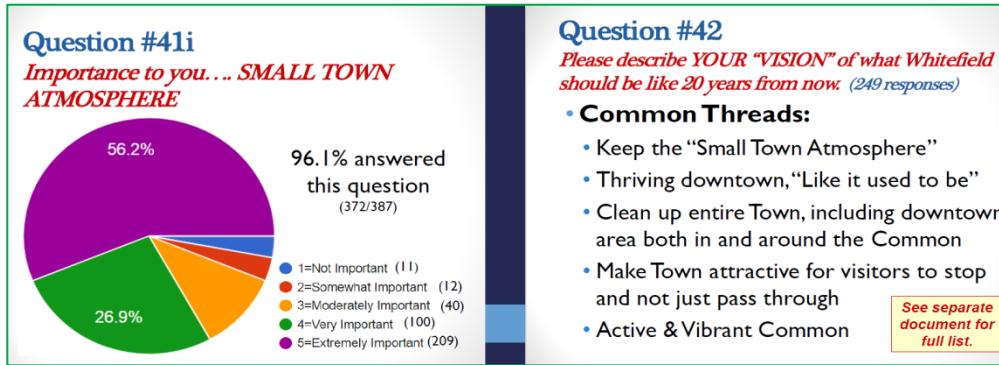 Question #41i
Importance to you.... SMALL TOWN
ATMOSPHERE
56.2%
26.9%
96.1% answered
this question
(372/387)
1=Not Important (11)
2=Somewhat Important (12)
3=Moderately Important (40)
4=Very Important (100)
5=Extremely Important (209)
Question #42
Please describe YOUR “VISION” of what Whitefield
should be like 20 years from now. (249 responses)
• Common Threads:
• Keep the “Small Town Atmosphere”
• Thriving downtown, “Like it used to be”
• Clean up entire Town, including downtown
area both in and around the Common
• Make Town attractive for visitors to stop
and not just pass through
• Active & Vibrant Common
See separate
document for
full list.